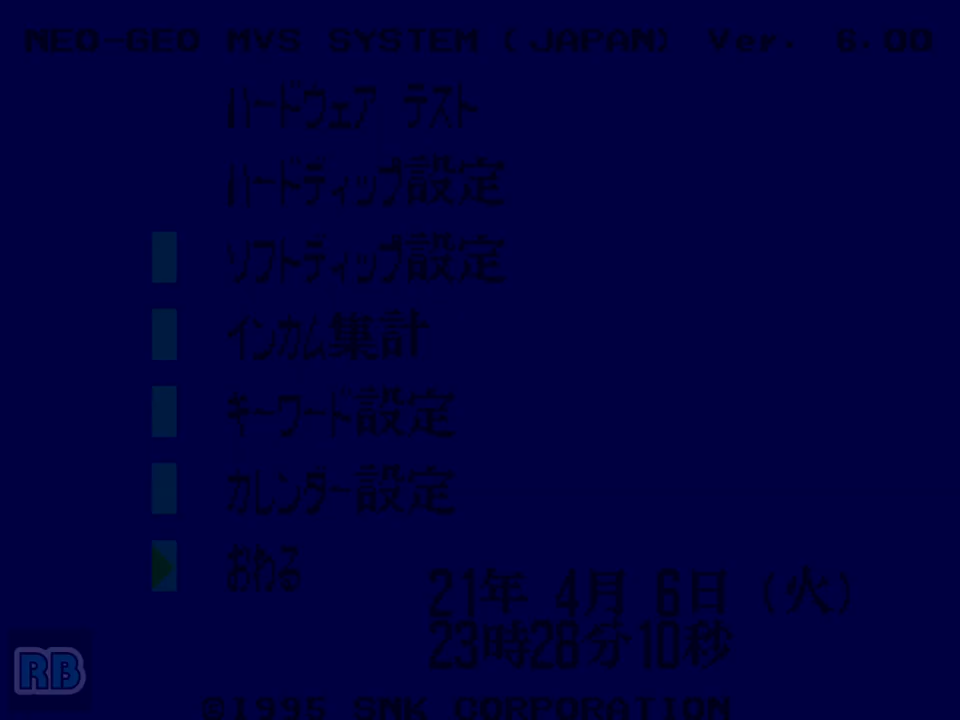 NEO-GEO MVS SYSTEM (JAPAN) Ver. 6.00
ハードウェア テスト
ハードディップ設定
ソフトディップ設定
インカム集計
キーワード設定
カレンダー設定
おわる
21年 4月 6日 (火)
23時28分10秒
RB
©1995 SNK CORPORATION